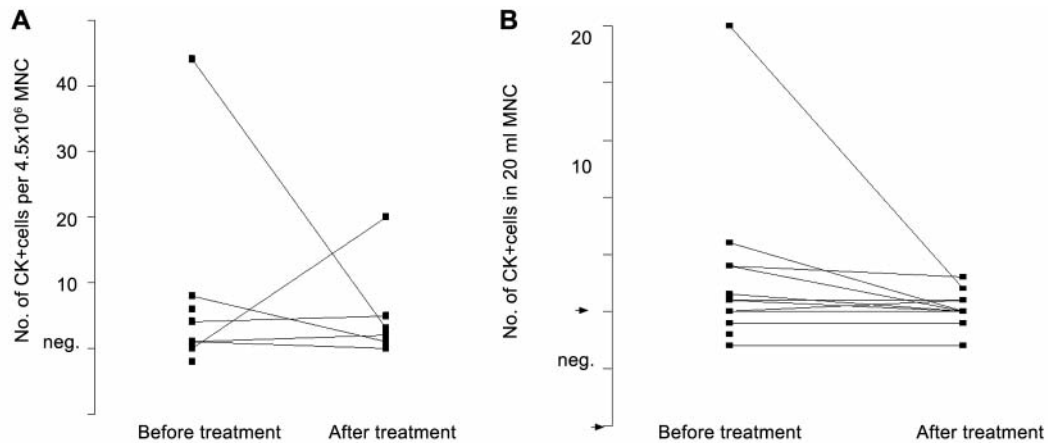 A
No. of CK+cells per 4.5x10⁶ MNC
40
30
20
10
neg.
Before treatment
After treatment
B
No. of CK+cells in 20 ml MNC
20
10
neg.
Before treatment
After treatment